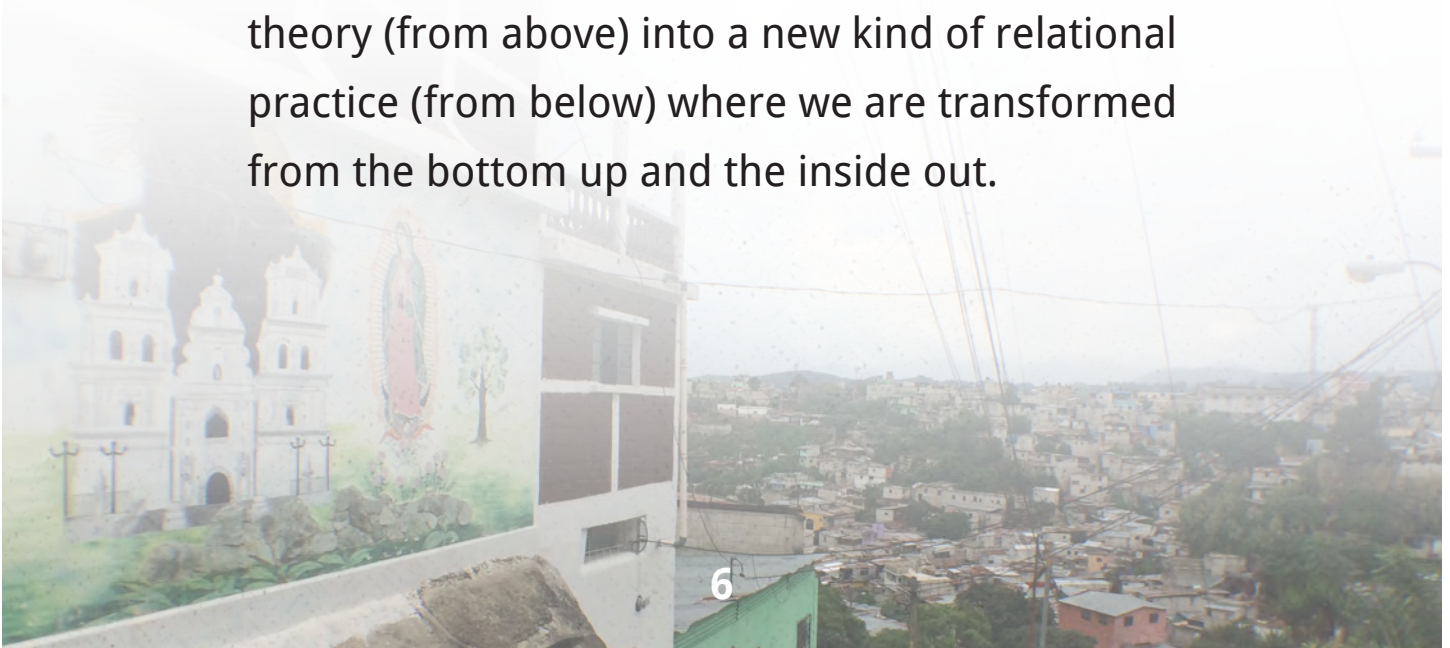 theory (from above) into a new kind of relational
practice (from below) where we are transformed
from the bottom up and the inside out.
6